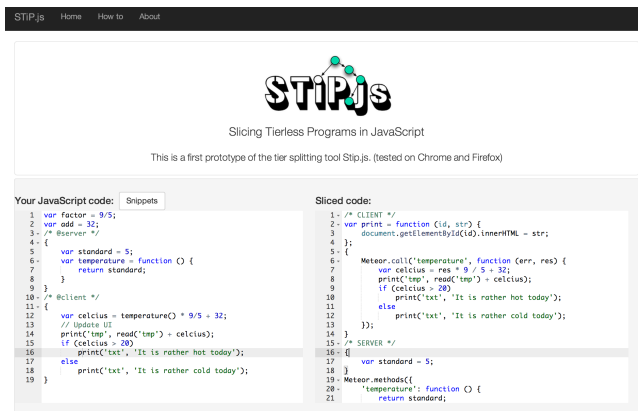 STiP.js Home How to About
STiP.js
Slicing Tierless Programs in JavaScript
This is a first prototype of the tier splitting tool Stip.js. (tested on Chrome and Firefox)
Your JavaScript code: Snippets
1 var factor = 9/5;
2 var add = 32;
3 /* @server */
4 {
5 var standard = 5;
6 var temperature = function () {
7 return standard;
8 }
9 }
10 /* @client */
11 {
12 var celcius = temperature() * 9/5 + 32;
13 // Update UI
14 print('tmp', read('tmp') + celcius);
15 if (celcius > 20)
16 print('txt', 'It is rather hot today');
17 else
18 print('txt', 'It is rather cold today');
19 }
Sliced code:
1 /* CLIENT */
2 var print = function (id, str) {
3 document.getElementById(id).innerHTML = str;
4 };
5 {
6 Meteor.call('temperature', function (err, res) {
7 var celcius = res * 9 / 5 + 32;
8 print('tmp', read('tmp') + celcius);
9 if (celcius > 20)
10 print('txt', 'It is rather hot today');
11 else
12 print('txt', 'It is rather cold today');
13 });
14 }
15 /* SERVER */
16 {
17 var standard = 5;
18 }
19 Meteor.methods({
20 'temperature': function () {
21 return standard;